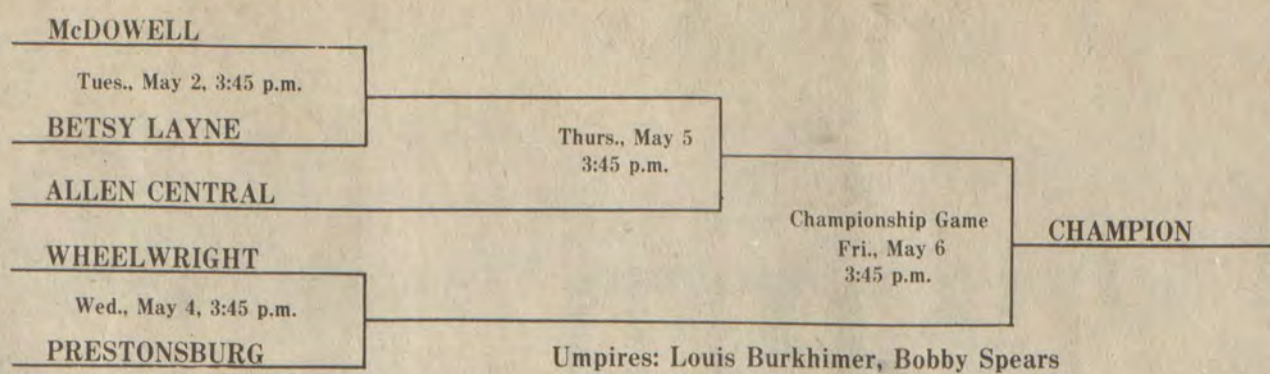 McDOWELL
Tues., May 2, 3:45 p.m.
BETSY LAYNE
Thurs., May 5
3:45 p.m.
ALLEN CENTRAL
Championship Game
Fri., May 6
3:45 p.m.
CHAMPION
WHEELWRIGHT
Wed., May 4, 3:45 p.m.
PRESTONSBURG
Umpires: Louis Burkhimer, Bobby Spears